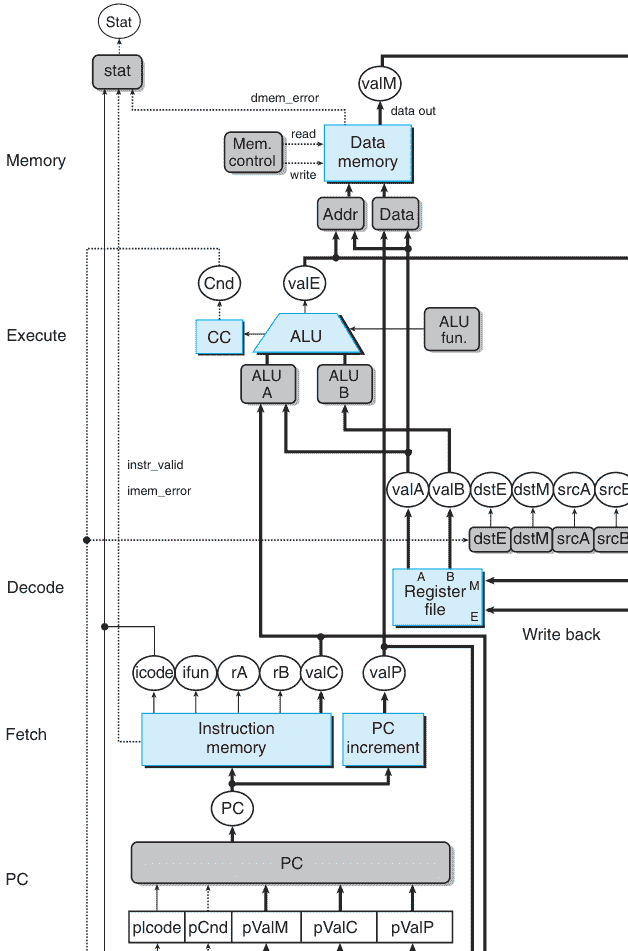 Stat
stat
valM
dmem_error
data out
Mem.
control
read
write
Data
memory
Memory
Addr
Data
Cnd
valE
CC
ALU
ALU
fun.
Execute
ALU
A
ALU
B
instr_valid
imem_error
valA
valB
dstE
dstM
srcA
srcB
dstE
dstM
srcA
srcB
Decode
A
B
M
Register
file
E
Write back
icode
ifun
rA
rB
valC
valP
Fetch
Instruction
memory
PC
increment
PC
PC
PC
pIcode
pCnd
pValM
pValC
pValP